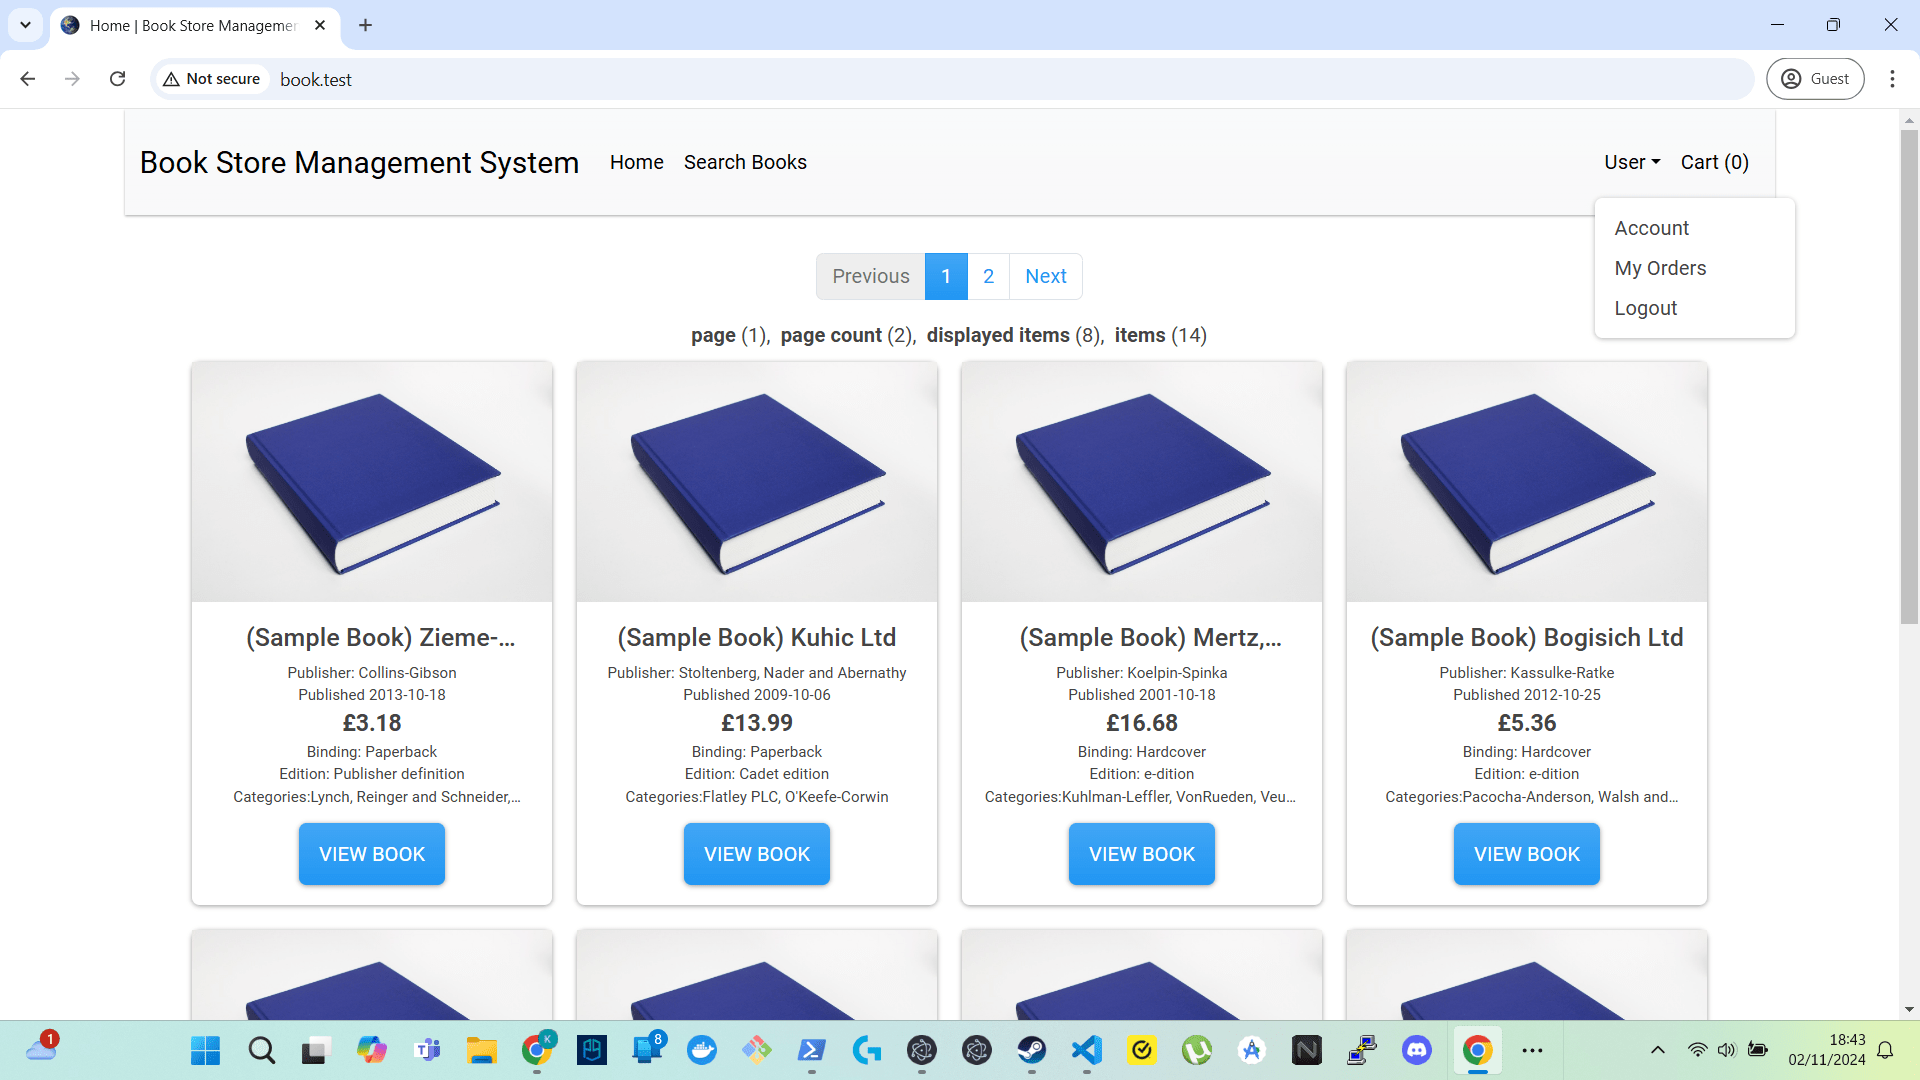 Home | Book Store Managemen
Not secure
book.test
Guest
Book Store Management System
Home
Search Books
User
Cart (0)
Account
My Orders
Logout
Previous
1
2
Next
page (1), page count (2), displayed items (8), items (14)
(Sample Book) Zieme-...
Publisher: Collins-Gibson
Published 2013-10-18
£3.18
Binding: Paperback
Edition: Publisher definition
Categories:Lynch, Reinger and Schneider,...
VIEW BOOK
(Sample Book) Kuhic Ltd
Publisher: Stoltenberg, Nader and Abernathy
Published 2009-10-06
£13.99
Binding: Paperback
Edition: Cadet edition
Categories:Flatley PLC, O'Keefe-Corwin
VIEW BOOK
(Sample Book) Mertz,...
Publisher: Koelpin-Spinka
Published 2001-10-18
£16.68
Binding: Hardcover
Edition: e-dition
Categories:Kuhlman-Leffler, VonRueden, Veu...
VIEW BOOK
(Sample Book) Bogisich Ltd
Publisher: Kassulke-Ratke
Published 2012-10-25
£5.36
Binding: Hardcover
Edition: e-dition
Categories:Pacocha-Anderson, Walsh and...
VIEW BOOK
1
K
8
18:43
02/11/2024